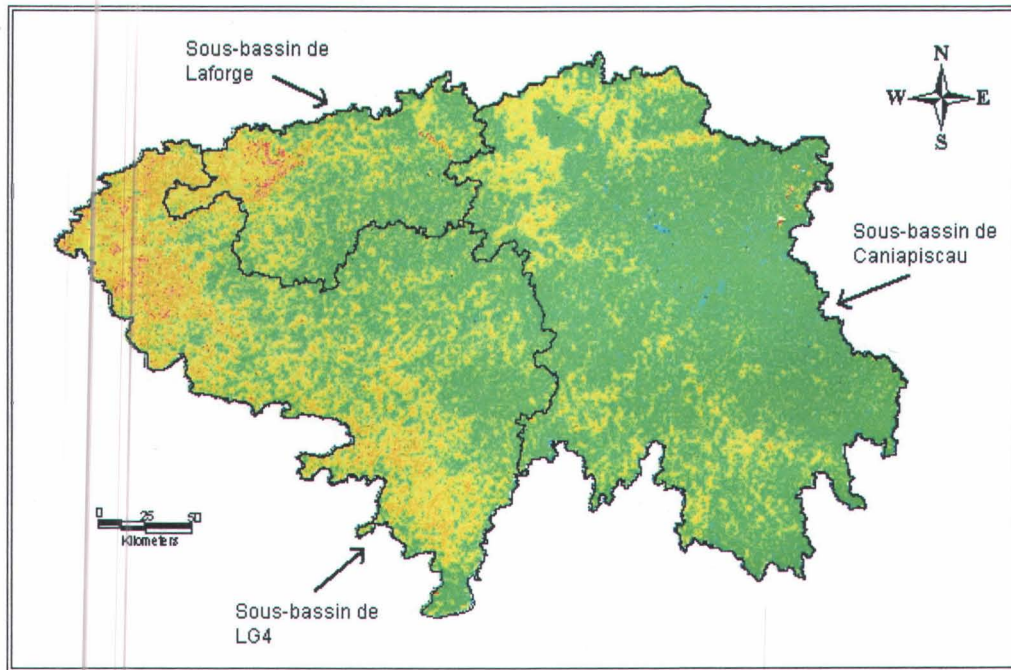 Sous-bassin de
Laforge
N
W E
S
Sous-bassin de
Caniapiscau
0 25 50
Kilometers
Sous-bassin de
LG4